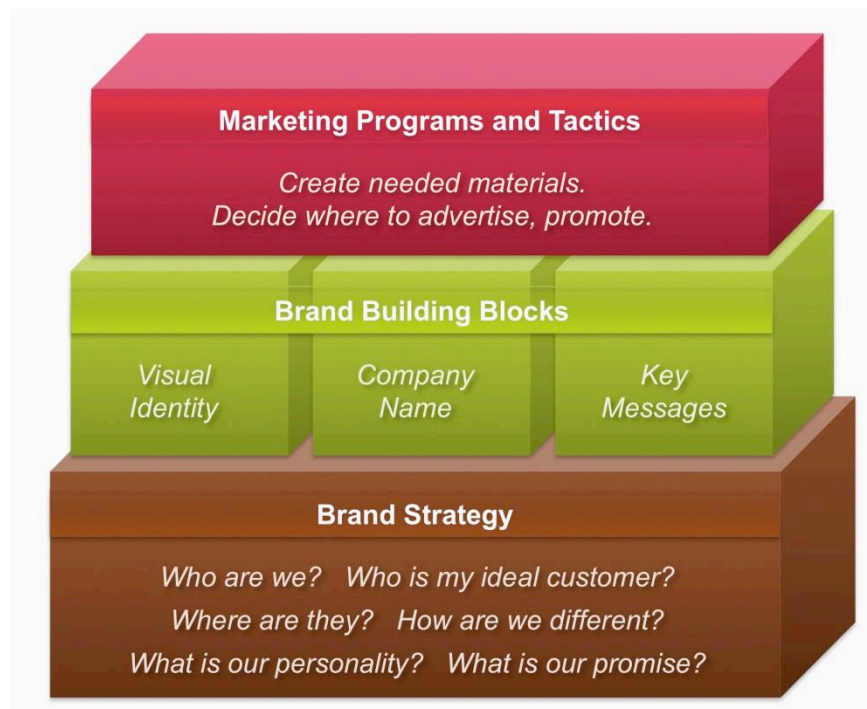 Marketing Programs and Tactics
Create needed materials.
Decide where to advertise, promote.
Brand Building Blocks
Visual
Identity
Company
Name
Key
Messages
Brand Strategy
Who are we? Who is my ideal customer?
Where are they? How are we different?
What is our personality? What is our promise?